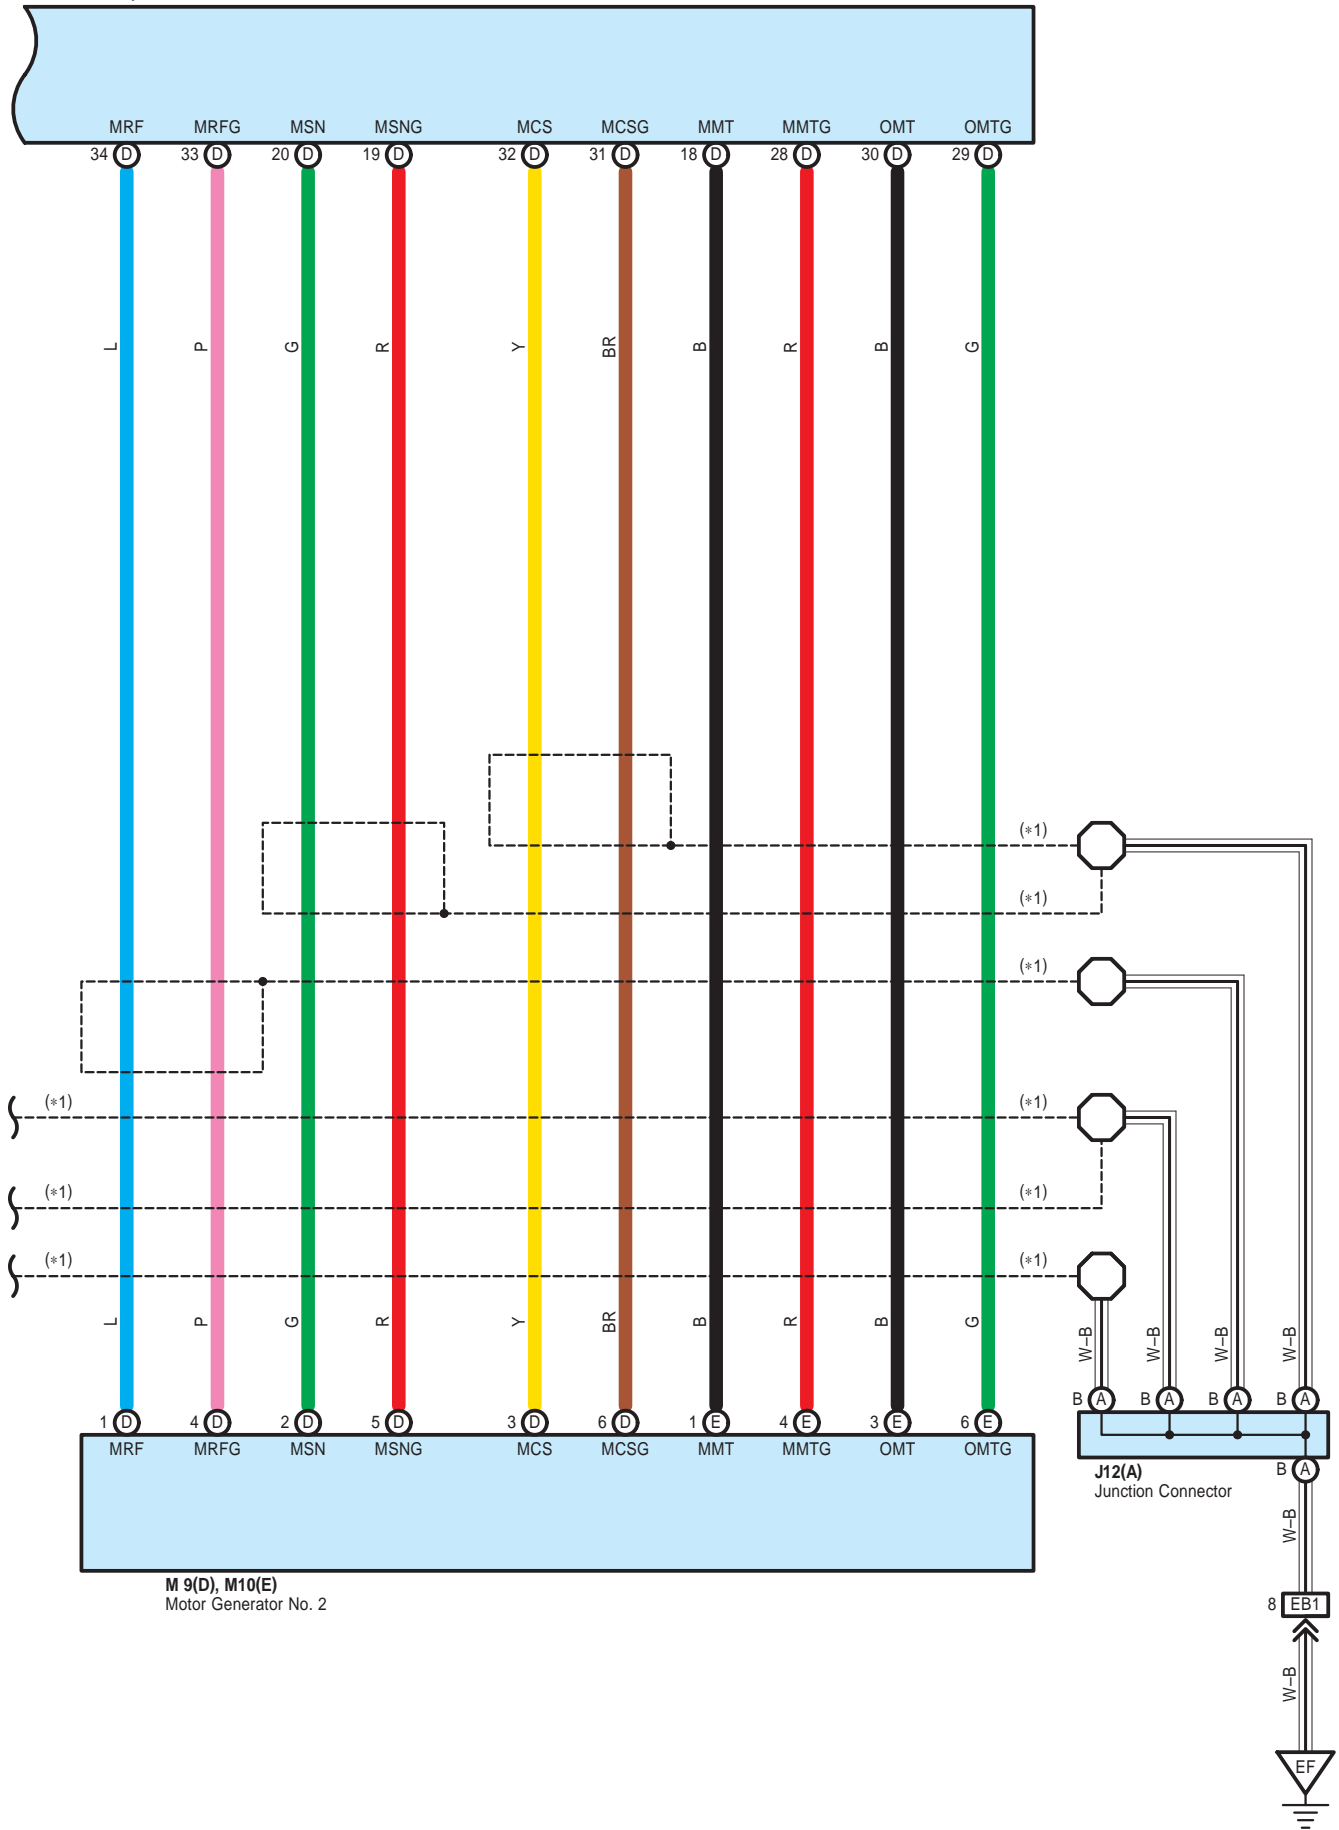 MRF MRFG MSN MSNG MCS MCSG MMT MMTG OMT OMTG
34 D 33 D 20 D 19 D 32 D 31 D 18 D 28 D 30 D 29 D
L P G R Y BR B R B G
(*1)
(*1)
(*1)
(*1) (*1)
(*1) (*1)
(*1) (*1)
L P G R Y BR B R B G W-B W-B W-B W-B
B A B A B A B A
1 D 4 D 2 D 5 D 3 D 6 D 1 E 4 E 3 E 6 E
MRF MRFG MSN MSNG MCS MCSG MMT MMTG OMT OMTG
J12(A) B A
Junction Connector
W-B
M 9(D), M10(E)
Motor Generator No. 2
8 EB1
W-B
EF